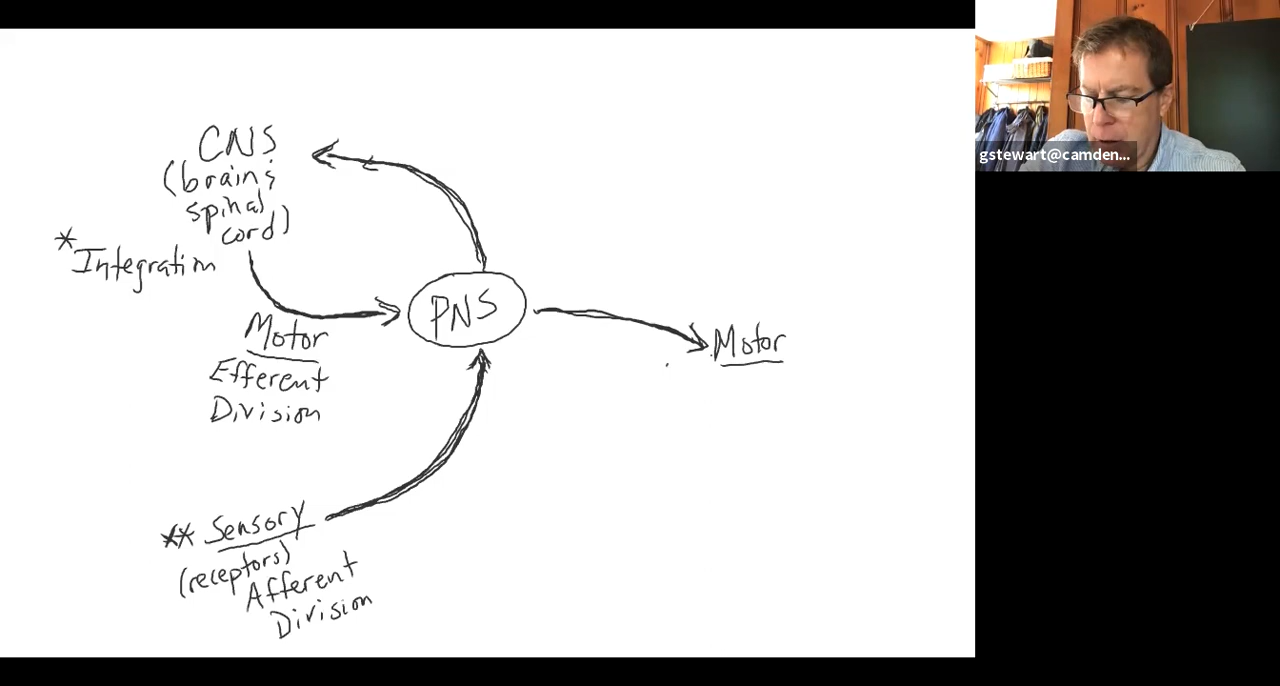 CNS
(brain &
spinal
cord)
*Integration
Motor
Efferent
Division
PNS
Motor
** Sensory
(receptors)
Afferent
Division
gstewart@camden...